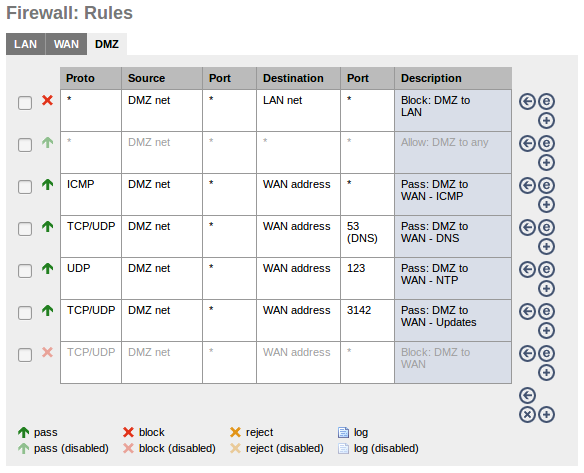 Firewall: Rules
LAN WAN DMZ
Proto Source Port Destination Port Description
* DMZ net * LAN net * Block: DMZ to
LAN
* DMZ net * * * Allow: DMZ to any
ICMP DMZ net * WAN address * Pass: DMZ to
WAN - ICMP
TCP/UDP DMZ net * WAN address 53 Pass: DMZ to
(DNS) WAN - DNS
UDP DMZ net * WAN address 123 Pass: DMZ to
WAN - NTP
TCP/UDP DMZ net * WAN address 3142 Pass: DMZ to
WAN - Updates
TCP/UDP DMZ net * WAN address * Block: DMZ to
WAN
pass block reject log
pass (disabled) block (disabled) reject (disabled) log (disabled)